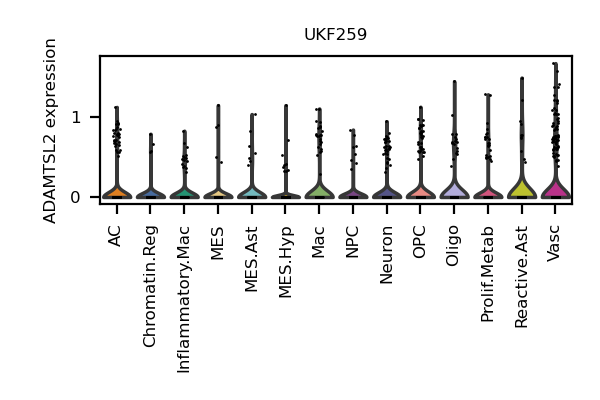 UKF259
ADAMTSL2 expression
1
0
AC
Chromatin.Reg
Inflammatory.Mac
MES
MES.Ast
MES.Hyp
Mac
NPC
Neuron
OPC
Oligo
Prolif.Metab
Reactive.Ast
Vasc